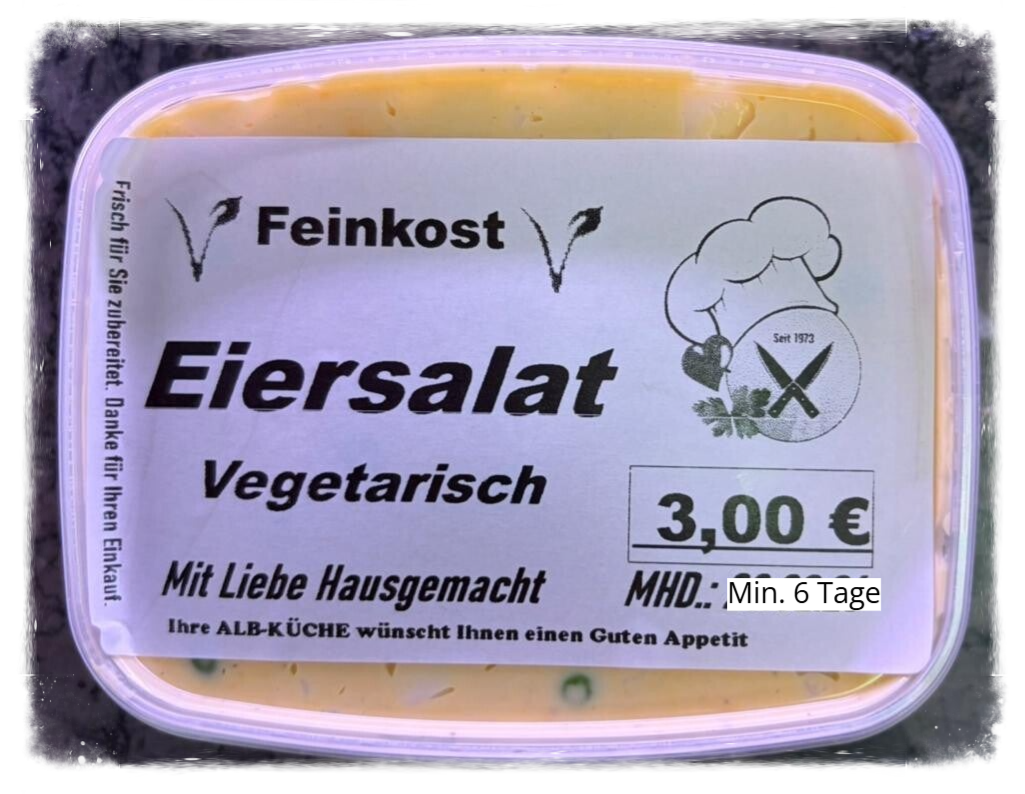 Frisch für Sie zubereitet. Danke für Ihren Einkauf.
Feinkost
Seit 1973
Eiersalat
Vegetarisch
3,00 €
Mit Liebe Hausgemacht
MHD.: Min. 6 Tage
Ihre ALB-KÜCHE wünscht Ihnen einen Guten Appetit